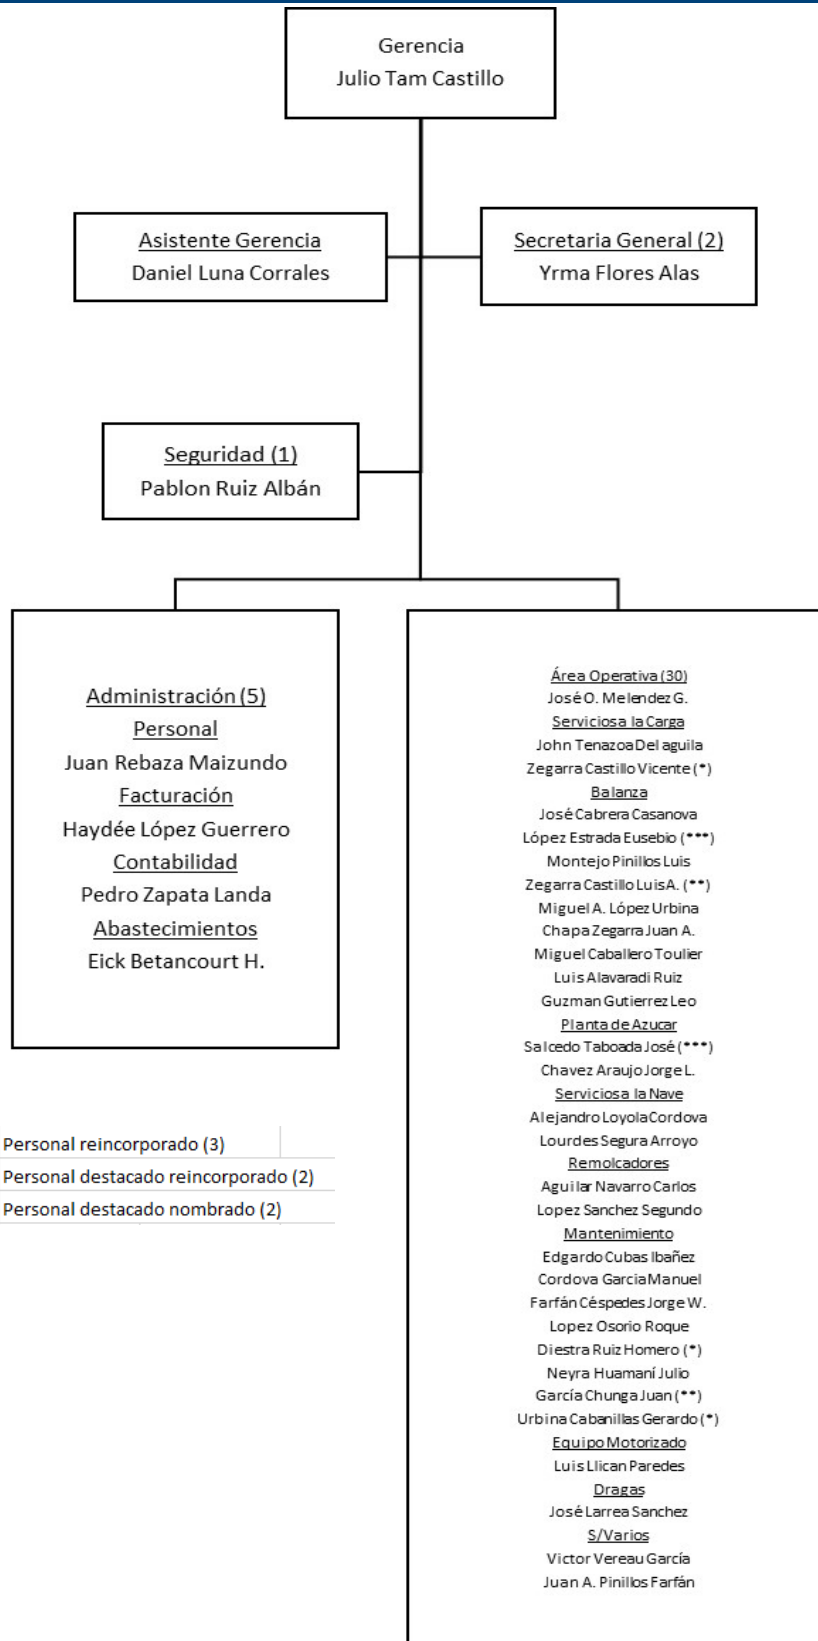 Gerencia
Julio Tam Castillo
Asistente Gerencia
Daniel Luna Corrales
Secretaria General (2)
Yrma Flores Alas
Seguridad (1)
Pablon Ruiz Albán
Administración (5)
Personal
Juan Rebaza Maizundo
Facturación
Haydée López Guerrero
Contabilidad
Pedro Zapata Landa
Abastecimientos
Eick Betancourt H.
Personal reincorporado (3)
Personal destacado reincorporado (2)
Personal destacado nombrado (2)
Área Operativa (30)
José O. Melendez G.
Servicios a la Carga
John Tenazoa Del aguila
Zegarra Castillo Vicente (*)
Balanza
José Cabrera Casanova
López Estrada Eusebio (***)
Montejo Pinillos Luis
Zegarra Castillo Luis A. (**)
Miguel A. López Urbina
Chapa Zegarra Juan A.
Miguel Caballero Toulier
Luis Alavaradi Ruiz
Guzman Gutierrez Leo
Planta de Azucar
Salcedo Taboada José (***)
Chavez Araujo Jorge L.
Servicios a la Nave
Alejandro Loyola Cordova
Lourdes Segura Arroyo
Remolcadores
Aguilar Navarro Carlos
Lopez Sanchez Segundo
Mantenimiento
Edgardo Cubas Ibañez
Cordova Garcia Manuel
Farfán Céspedes Jorge W.
Lopez Osorio Roque
Diestra Ruiz Homero (*)
Neyra Huamaní Julio
García Chunga Juan (**)
Urbina Cabanillas Gerardo (*)
Equipo Motorizado
Luis Llican Paredes
Dragas
José Larrea Sanchez
S/Varios
Victor Vereau García
Juan A. Pinillos Farfán